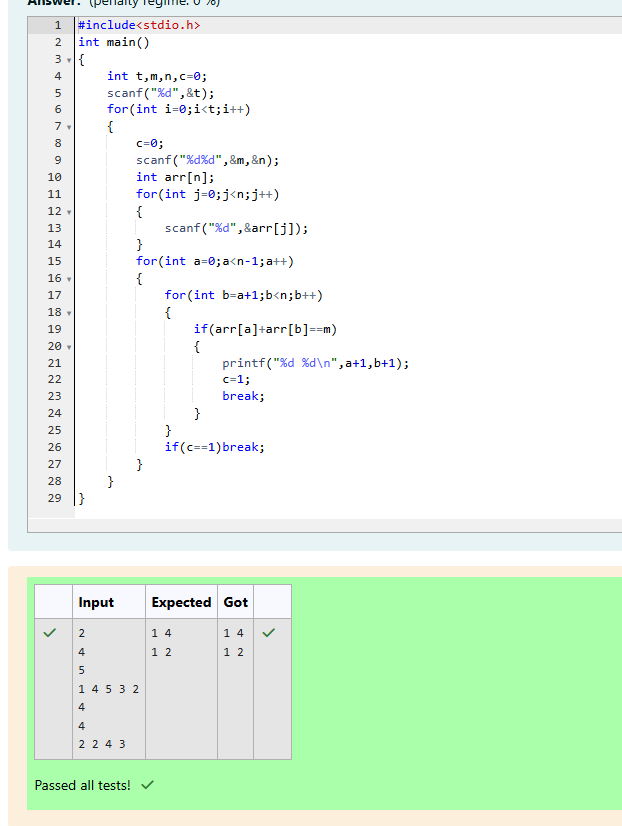 Answer: (penalty regime: 0 %)
1 #include<stdio.h>
2 int main()
3 {
4     int t,m,n,c=0;
5     scanf("%d",&t);
6     for(int i=0;i<t;i++)
7     {
8         c=0;
9         scanf("%d%d",&m,&n);
10         int arr[n];
11         for(int j=0;j<n;j++)
12         {
13             scanf("%d",&arr[j]);
14         }
15         for(int a=0;a<n-1;a++)
16         {
17             for(int b=a+1;b<n;b++)
18             {
19                 if(arr[a]+arr[b]==m)
20                 {
21                     printf("%d %d\n",a+1,b+1);
22                     c=1;
23                     break;
24                 }
25             }
26             if(c==1)break;
27         }
28     }
29 }
Input Expected Got
2 1 4 1 4
4 1 2 1 2
5
1 4 5 3 2
4
4
2 2 4 3
Passed all tests!